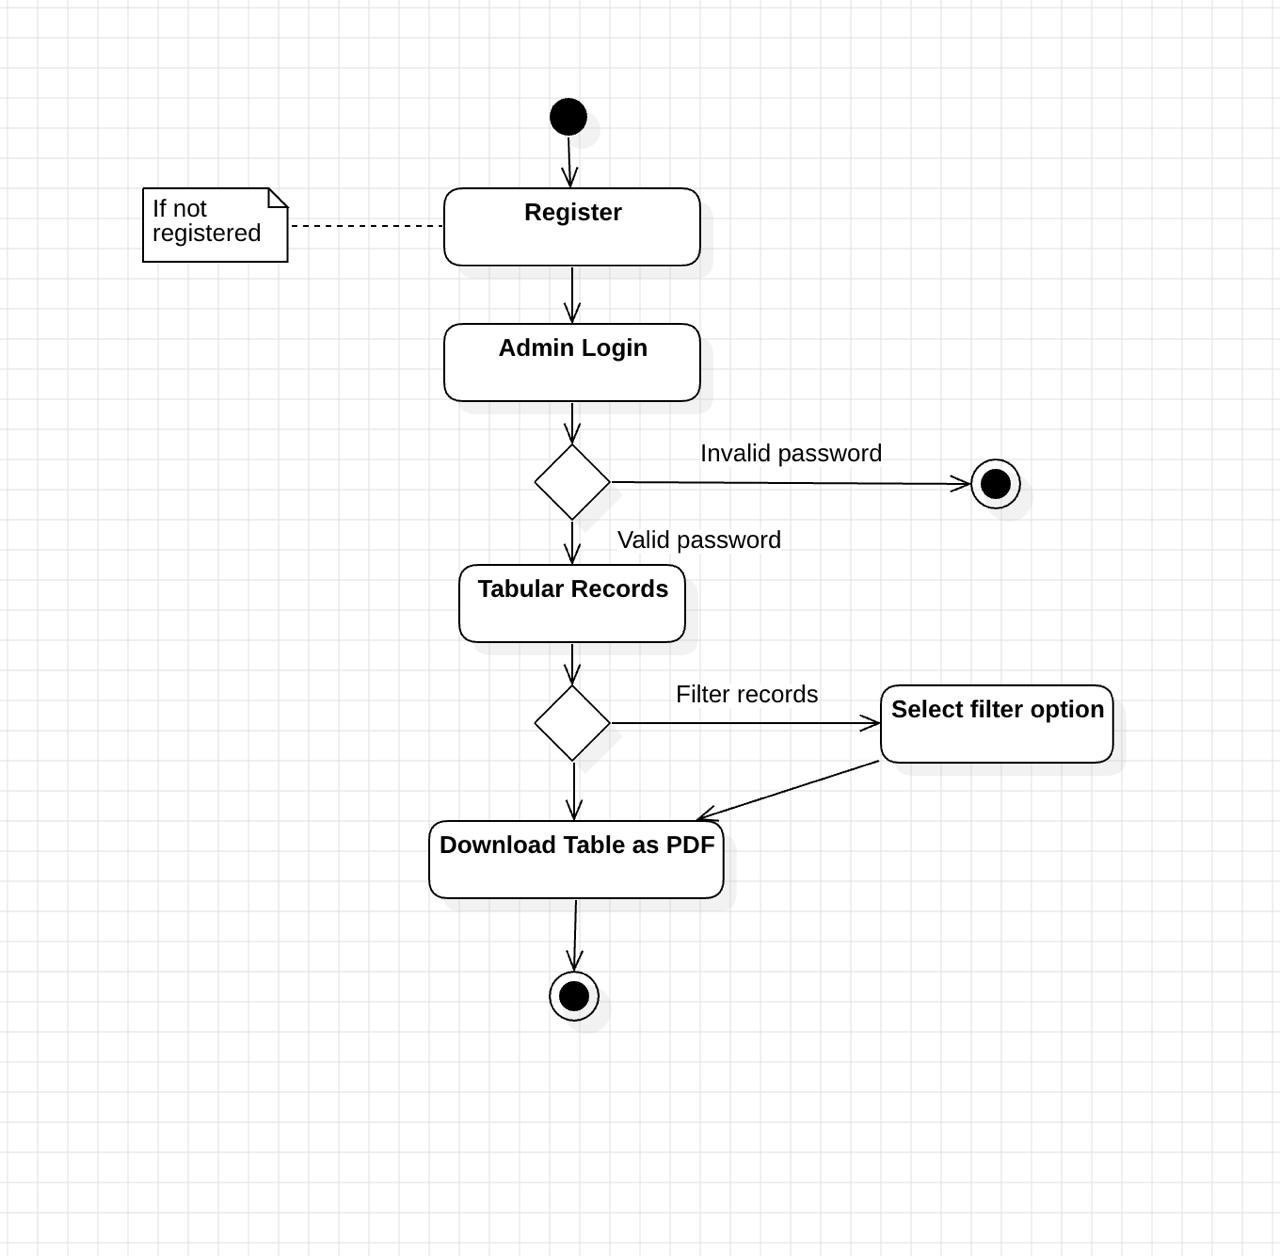 If not
registered
Register
Admin Login
Invalid password
Valid password
Tabular Records
Filter records
Select filter option
Download Table as PDF